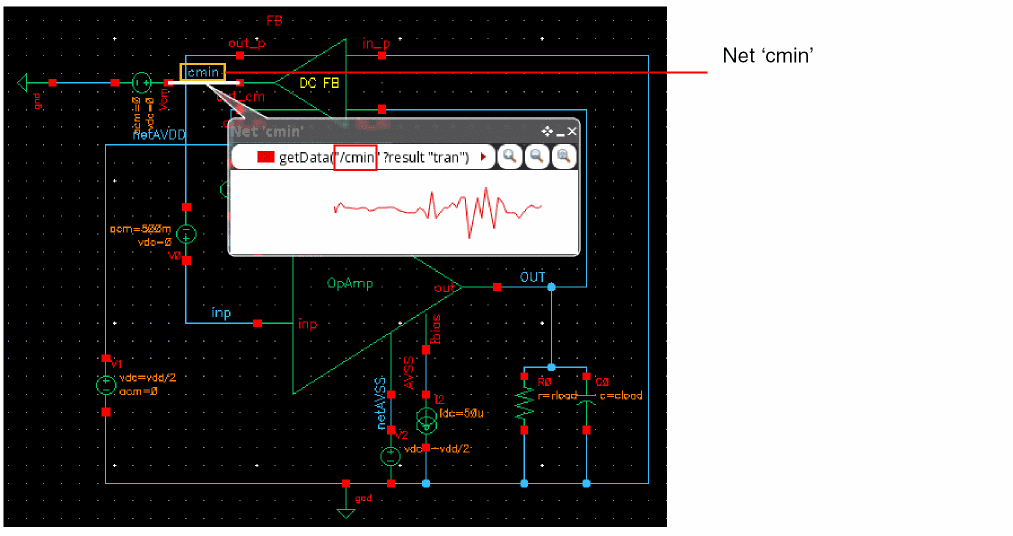 FB
out_p
in_p
Net 'cmin'
cmin
DC FB
gnd
acm=0
vdc=0
Vcm
netAVDD
Net 'cmin'
getData("/cmin" ?result "tran")
acm=500m
vdc=0
V0
OpAmp
out
OUT
inp
inp
Ibias
AVSS
netAVSS
V1
vdc=vdd/2
acm=0
I2
Idc=50u
R0
r=rload
C0
c=cload
V2
vdc=-vdd/2
gnd